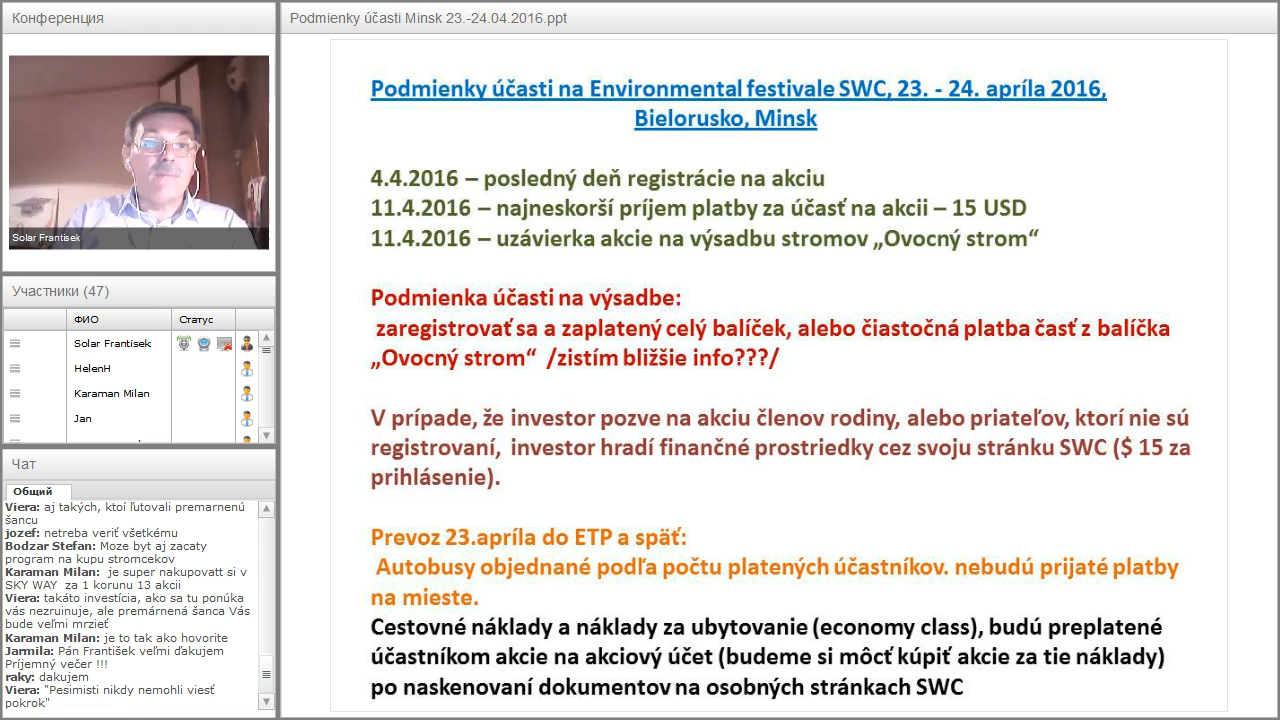 Конференция
Solar Frantisek
Участники (47)
ФИО
Статус
Solar Frantisek
HelenH
Karaman Milan
Jan
Чат
Общий
Viera: aj takých, ktoí ľutovali premarnenú
šancu
jozef: netreba veriť všetkému
Bodzar Stefan: Moze byt aj zacaty
program na kupu stromcekov
Karaman Milan: je super nakupovatt si v
SKY WAY za 1 korunu 13 akcii
Viera: takáto investícia, ako sa tu ponúka
vás nezruinuje, ale premárnená šanca Vás
bude veľmi mrzieť
Karaman Milan: je to tak ako hovorite
Jarmila: Pán František veľmi ďakujem
Príjemný večer !!!
raky: dakujem
Viera: "Pesimisti nikdy nemohli viesť
pokrok"
Podmienky účasti Minsk 23.-24.04.2016.ppt
Podmienky účasti na Environmental festivale SWC, 23. - 24. apríla 2016,
Bielorusko, Minsk
4.4.2016 – posledný deň registrácie na akciu
11.4.2016 – najneskorší príjem platby za účasť na akcii – 15 USD
11.4.2016 – uzávierka akcie na výsadbu stromov „Ovocný strom“
Podmienka účasti na výsadbe:
zaregistrovať sa a zaplatený celý balíček, alebo čiastočná platba časť z balíčka
„Ovocný strom“ /zistím bližšie info???/
V prípade, že investor pozve na akciu členov rodiny, alebo priateľov, ktorí nie sú
registrovaní, investor hradí finančné prostriedky cez svoju stránku SWC ($ 15 za
prihlásenie).
Prevoz 23.apríla do ETP a späť:
Autobusy objednané podľa počtu platených účastníkov. nebudú prijaté platby
na mieste.
Cestovné náklady a náklady za ubytovanie (economy class), budú preplatené
účastníkom akcie na akciový účet (budeme si môcť kúpiť akcie za tie náklady)
po naskenovaní dokumentov na osobných stránkach SWC